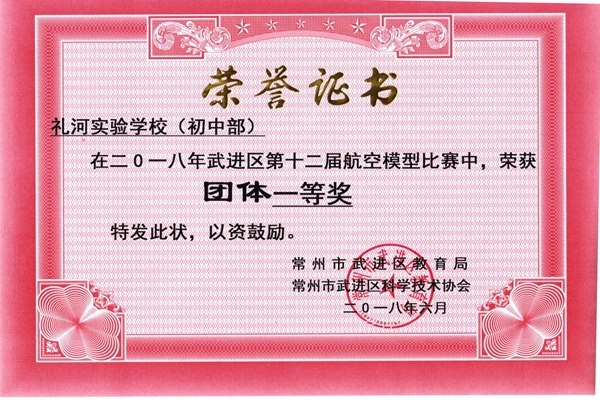 荣誉证书
礼河实验学校（初中部）
在二０一八年武进区第十二届航空模型比赛中，荣获
团体一等奖
特发此状，以资鼓励。
常州市武进区教育局
常州市武进区科学技术协会
二０一八年六月